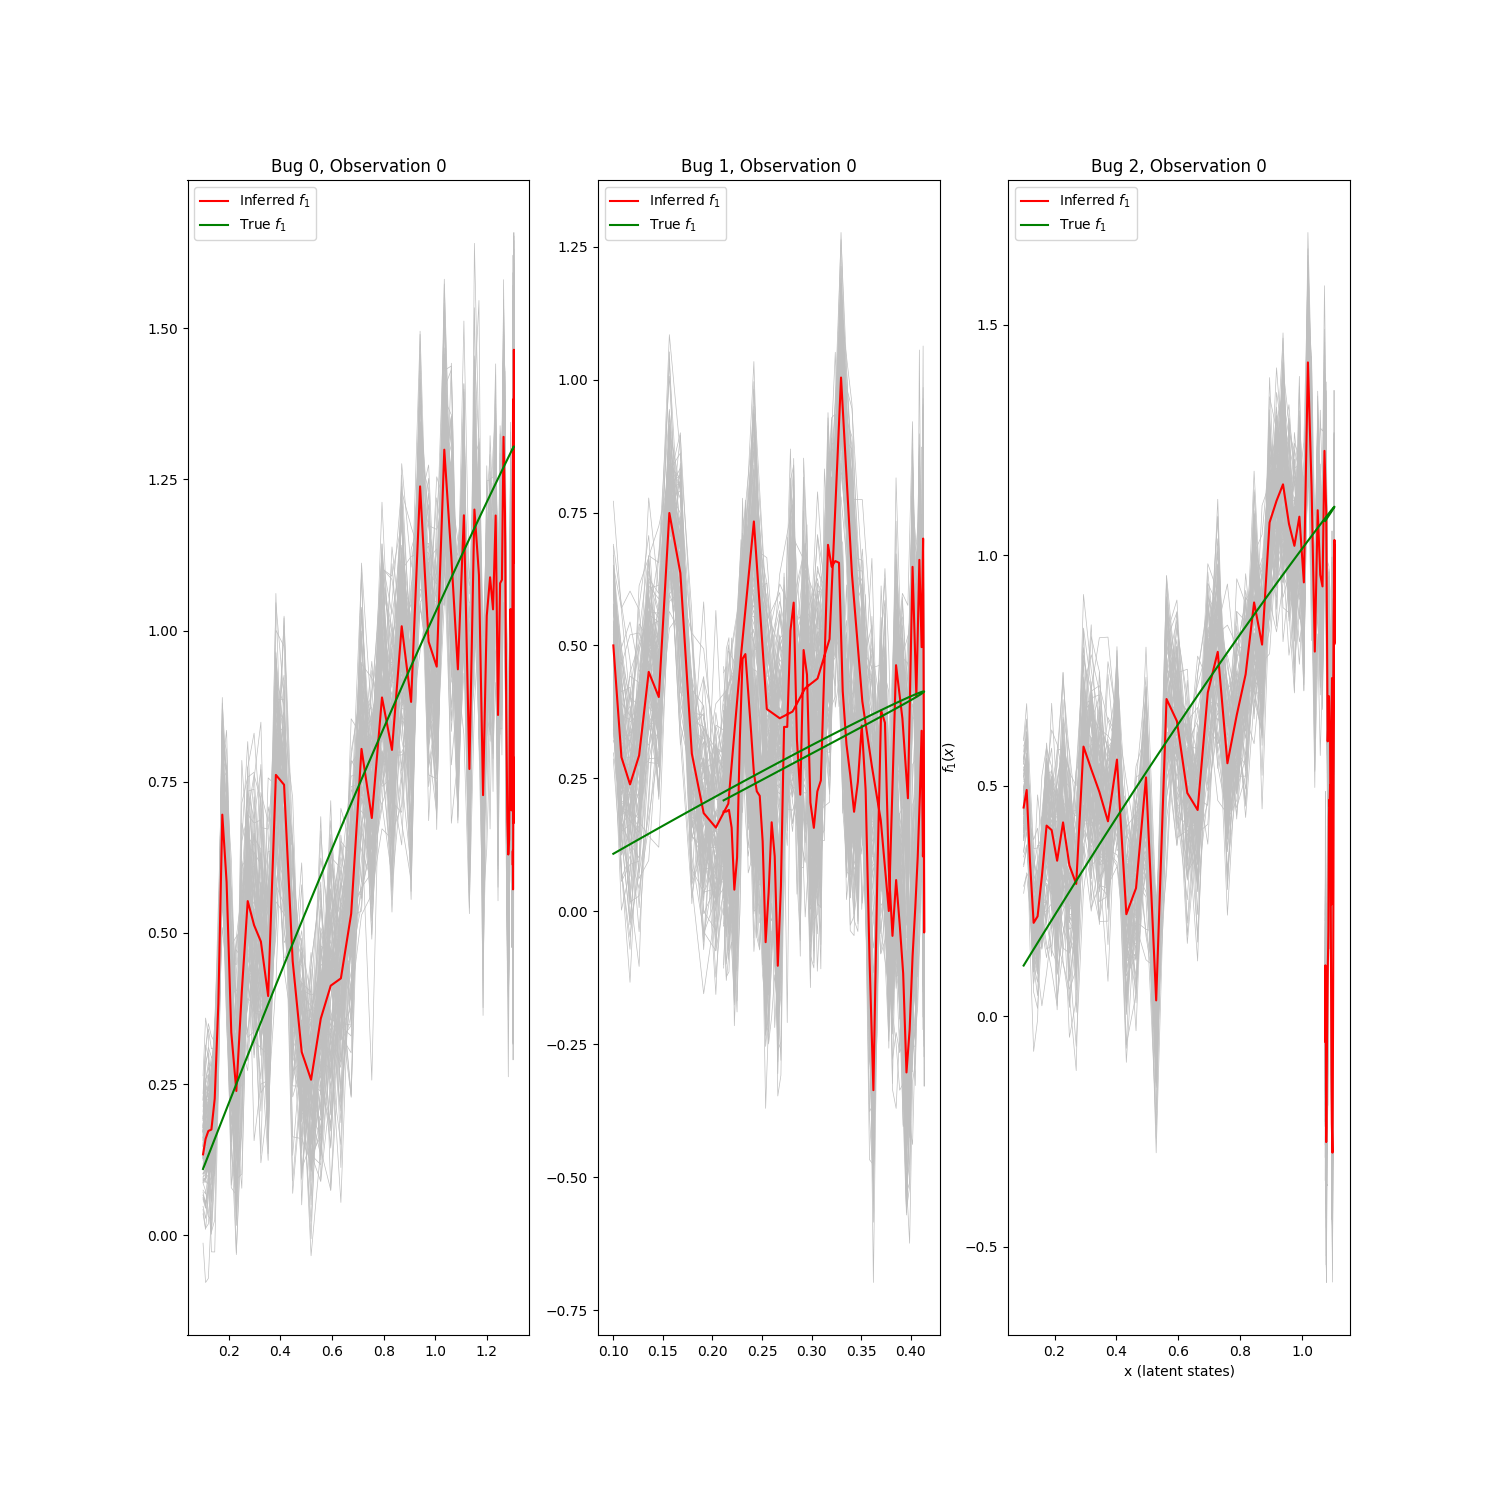 Bug 0, Observation 0
Inferred f₁
True f₁
1.50
1.25
1.00
0.75
0.50
0.25
0.00
0.2 0.4 0.6 0.8 1.0 1.2
Bug 1, Observation 0
Inferred f₁
True f₁
1.25
1.00
0.75
0.50
0.25
0.00
−0.25
−0.50
−0.75
0.10 0.15 0.20 0.25 0.30 0.35 0.40
Bug 2, Observation 0
Inferred f₁
True f₁
f₁(x)
1.5
1.0
0.5
0.0
−0.5
0.2 0.4 0.6 0.8 1.0
x (latent states)